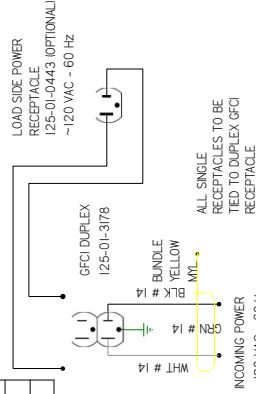 LOAD SIDE POWER
RECEPTACLE
125-01-0443 (OPTIONAL)
~120 VAC - 60 Hz
GFCI DUPLEX
125-01-3178
BUNDLE
YELLOW
MYL
ALL SINGLE
RECEPTACLES TO BE
TIED TO DUPLEX GFCI
RECEPTACLE
WHT # 14
GRN # 14
BLK # 14
INCOMING POWER